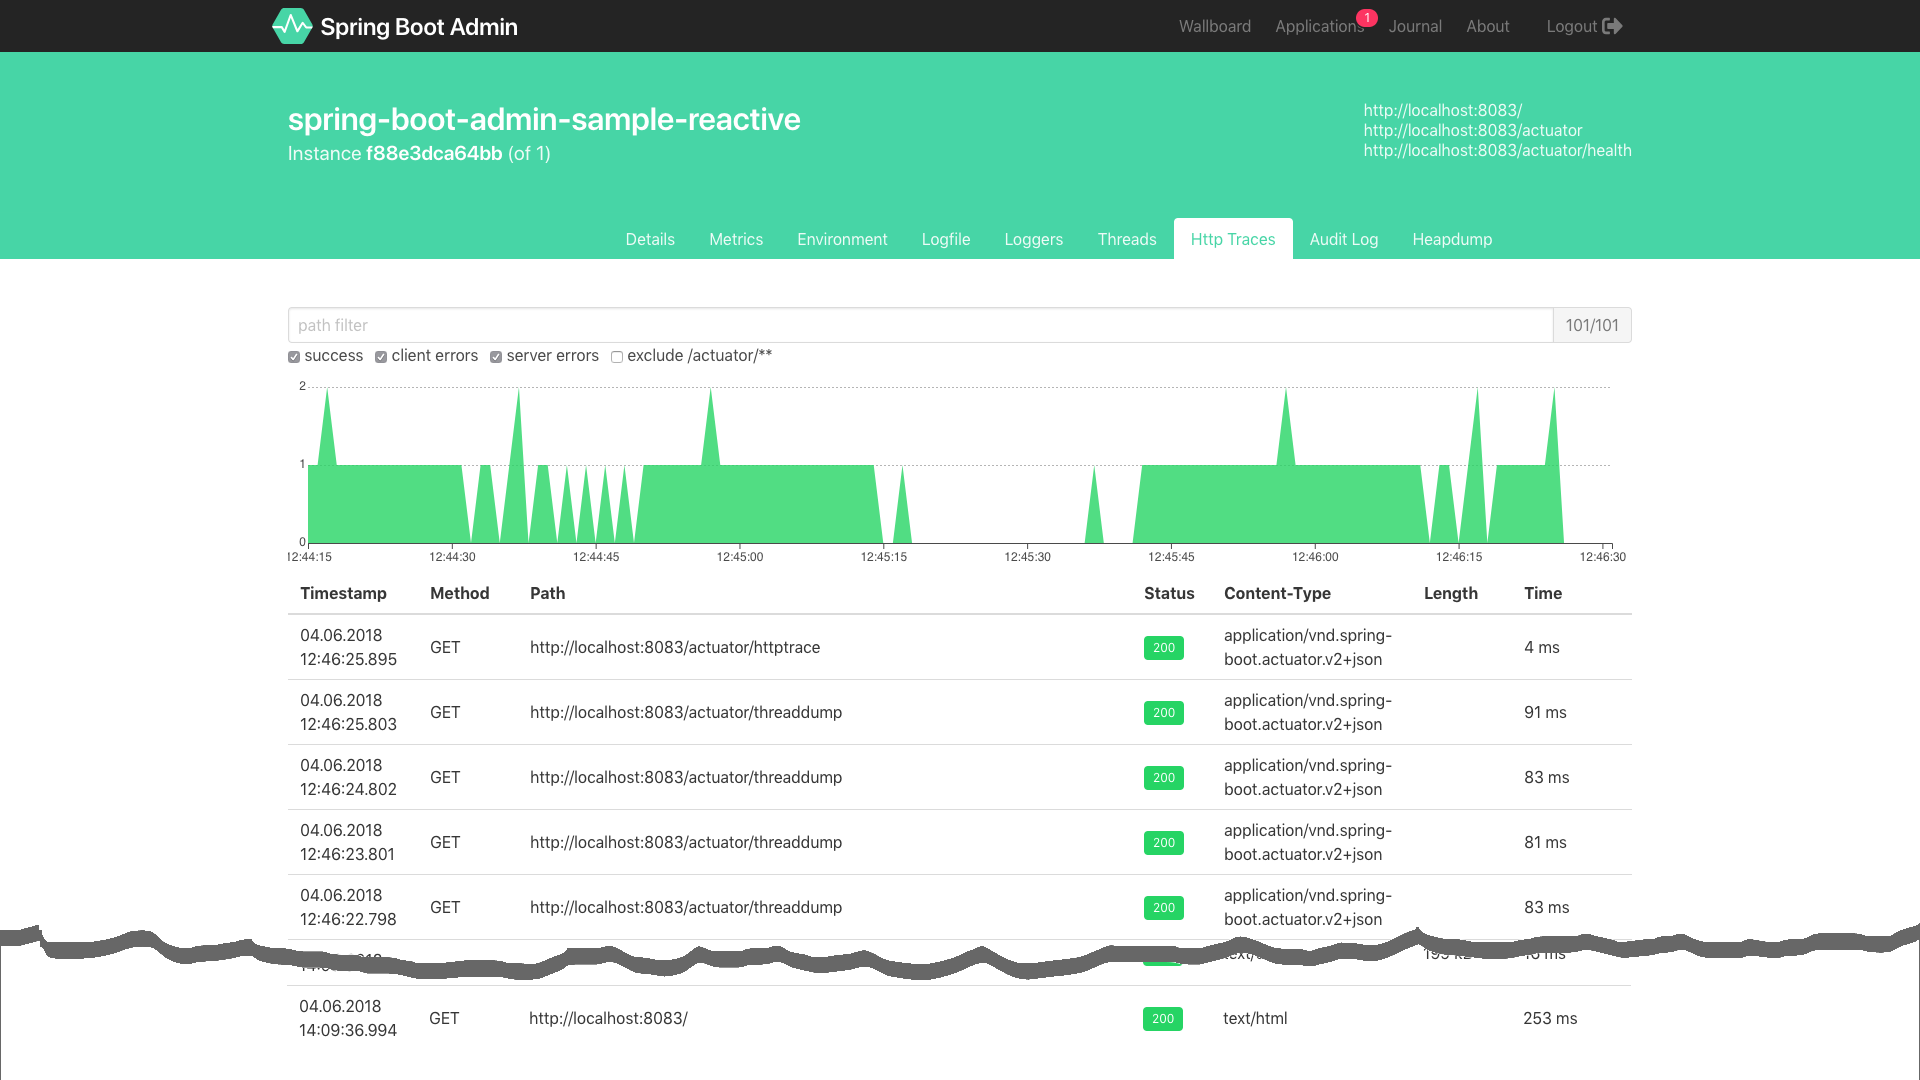 Spring Boot Admin
Wallboard Applications 1 Journal About Logout
spring-boot-admin-sample-reactive
Instance f88e3dca64bb (of 1)
http://localhost:8083/
http://localhost:8083/actuator
http://localhost:8083/actuator/health
Details Metrics Environment Logfile Loggers Threads Http Traces Audit Log Heapdump
path filter 101/101
success client errors server errors exclude /actuator/**
2
1
0
12:44:15 12:44:30 12:44:45 12:45:00 12:45:15 12:45:30 12:45:45 12:46:00 12:46:15 12:46:30
Timestamp Method Path Status Content-Type Length Time
04.06.2018
12:46:25.895
GET http://localhost:8083/actuator/httptrace 200
application/vnd.spring-
boot.actuator.v2+json
4 ms
04.06.2018
12:46:25.803
GET http://localhost:8083/actuator/threaddump 200
application/vnd.spring-
boot.actuator.v2+json
91 ms
04.06.2018
12:46:24.802
GET http://localhost:8083/actuator/threaddump 200
application/vnd.spring-
boot.actuator.v2+json
83 ms
04.06.2018
12:46:23.801
GET http://localhost:8083/actuator/threaddump 200
application/vnd.spring-
boot.actuator.v2+json
81 ms
04.06.2018
12:46:22.798
GET http://localhost:8083/actuator/threaddump 200
application/vnd.spring-
boot.actuator.v2+json
83 ms
04.06.2018
14:09:36.994
GET http://localhost:8083/ 200 text/html 253 ms